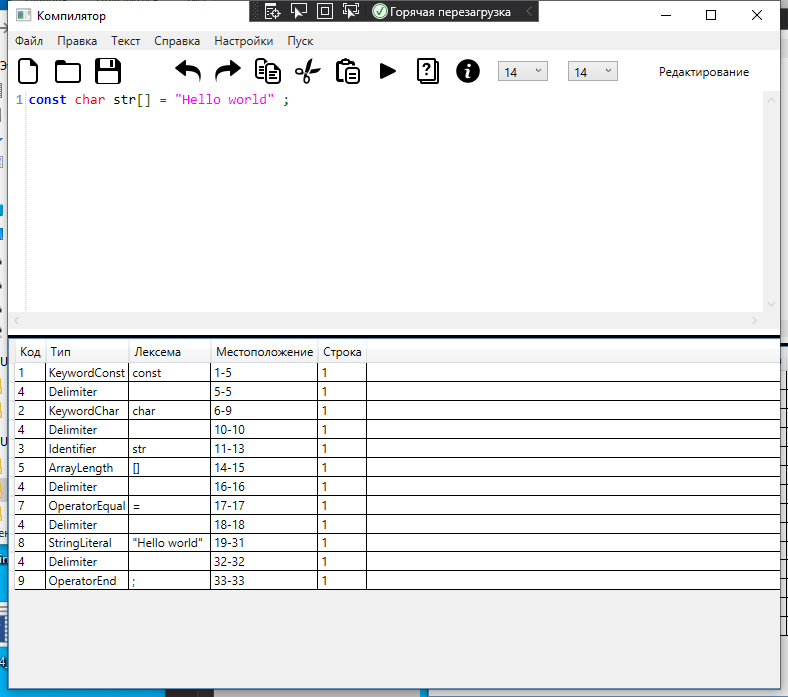 Компилятор
Горячая перезагрузка
Файл Правка Текст Справка Настройки Пуск
14 14 Редактирование
1 const char str[] = "Hello world" ;
Код Тип Лексема Местоположение Строка
1 KeywordConst const 1-5 1
4 Delimiter 5-5 1
2 KeywordChar char 6-9 1
4 Delimiter 10-10 1
3 Identifier str 11-13 1
5 ArrayLength [] 14-15 1
4 Delimiter 16-16 1
7 OperatorEqual = 17-17 1
4 Delimiter 18-18 1
8 StringLiteral "Hello world" 19-31 1
4 Delimiter 32-32 1
9 OperatorEnd ; 33-33 1